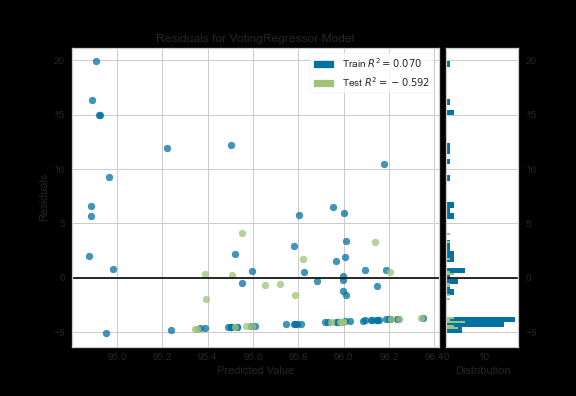 Residuals for VotingRegressor Model
Train R² = 0.070
Test R² = −0.592
20
15
10
5
0
−5
Residuals
95.0 95.2 95.4 95.6 95.8 96.0 96.2 96.4
Predicted Value
20
15
10
5
0
−5
0 10
Distribution